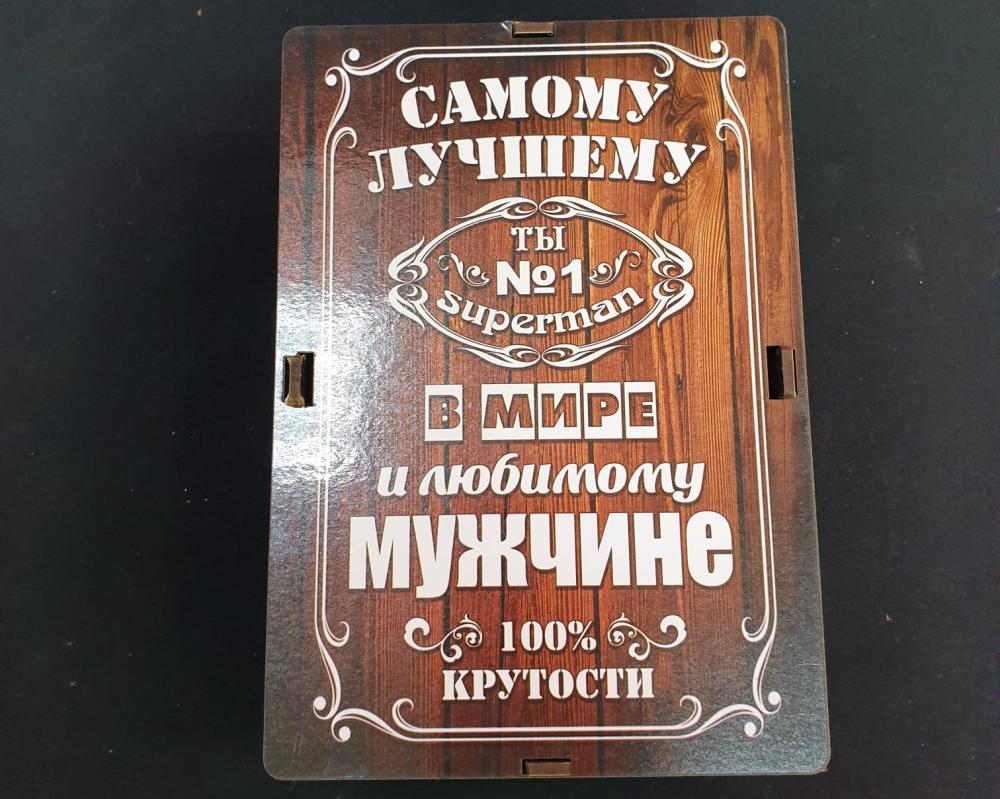 САМОМУ
ЛУЧШЕМУ
ТЫ
№1
superman
В МИРЕ
и любимому
мужчине
100%
КРУТОСТИ